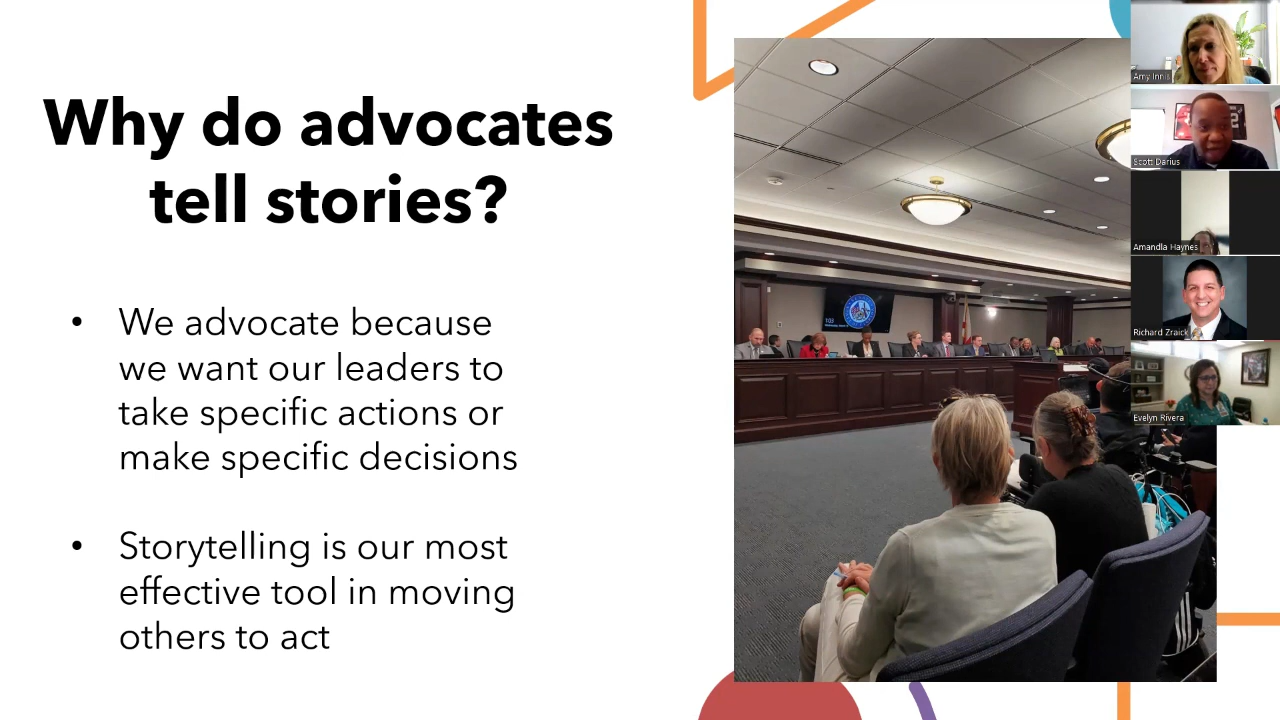 Why do advocates
tell stories?
• We advocate because
we want our leaders to
take specific actions or
make specific decisions
• Storytelling is our most
effective tool in moving
others to act
Amy Innis
Scott Darius
Amandla Haynes
Richard Zraick
Evelyn Rivera